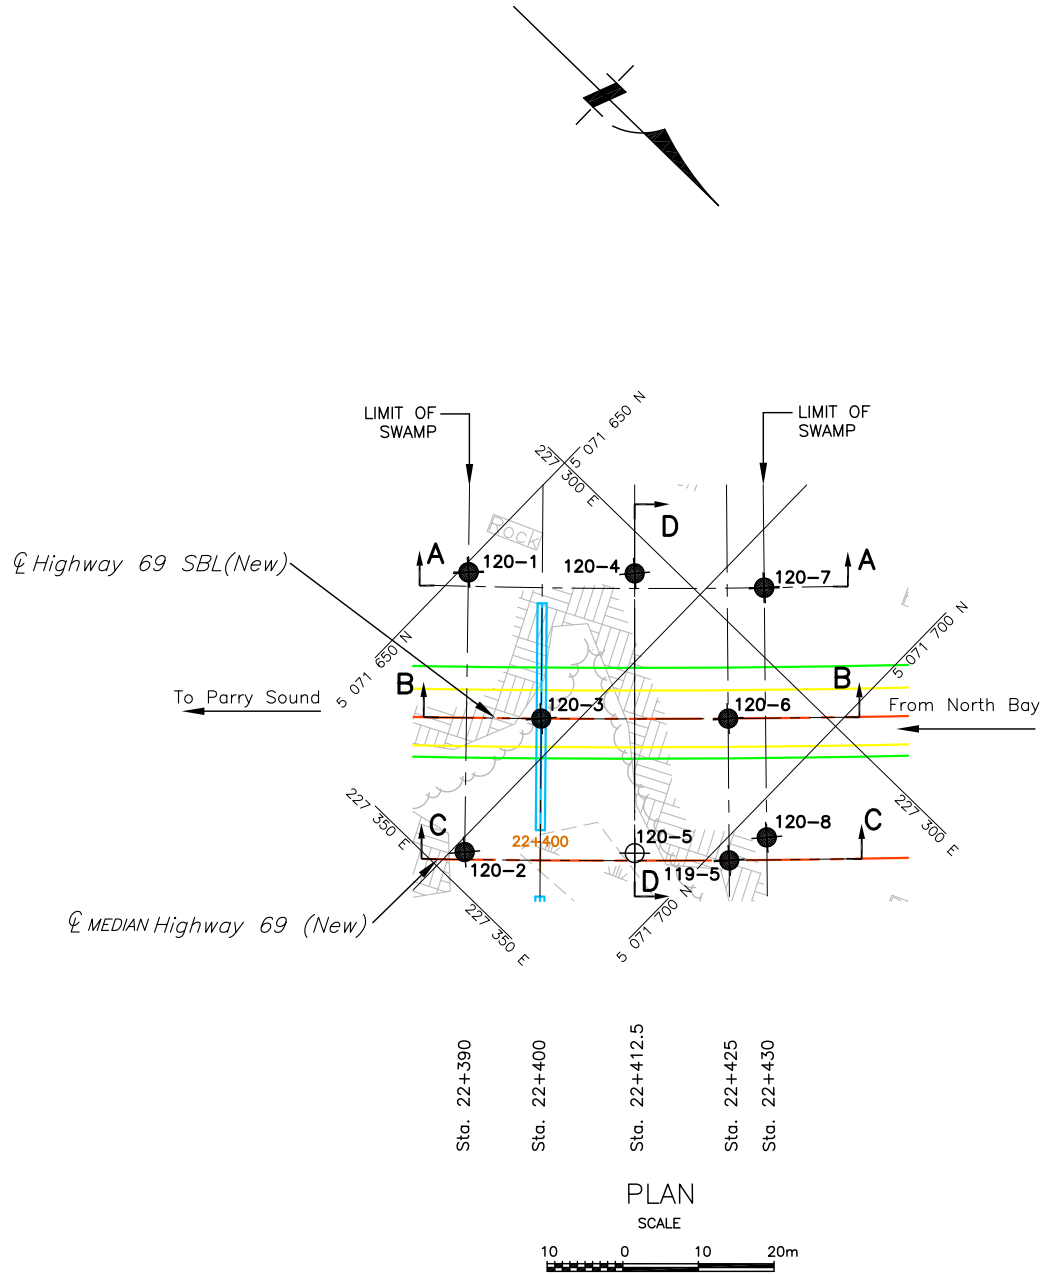 5 071 650 N
227 300 E
LIMIT OF
SWAMP
LIMIT OF
SWAMP
D
Rock
A
120-1
120-4
120-7
A
℄ Highway 69 SBL(New)
5 071 650 N
5 071 700 N
To Parry Sound
B
120-3
120-6
B
From North Bay
227 350 E
C
22+400
120-5
120-8
C
227 300 E
120-2
D
119-5
℄ MEDIAN Highway 69 (New)
227 350 E
5 071 700 N
Sta. 22+390
Sta. 22+400
Sta. 22+412.5
Sta. 22+425
Sta. 22+430
PLAN
SCALE
10 0 10 20m